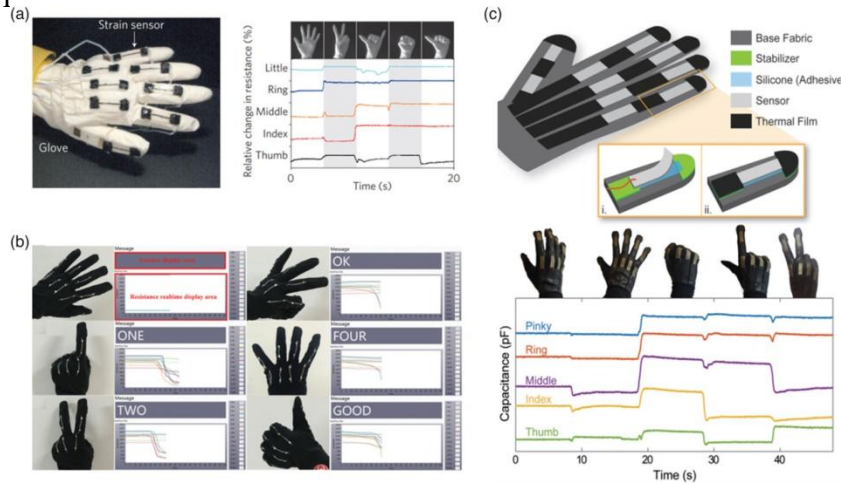 (a)
Strain sensor
Glove
Relative change in resistance (%)
Little
Ring
Middle
Index
Thumb
0
20
Time (s)
(b)
Message
Resistance realtime display area
Message
OK
ONE
FOUR
TWO
GOOD
(c)
Base Fabric
Stabilizer
Silicone (Adhesive
Sensor
Thermal Film
i.
ii.
Capacitance (pF)
Pinky
Ring
Middle
Index
Thumb
0
10
20
30
40
Time (s)